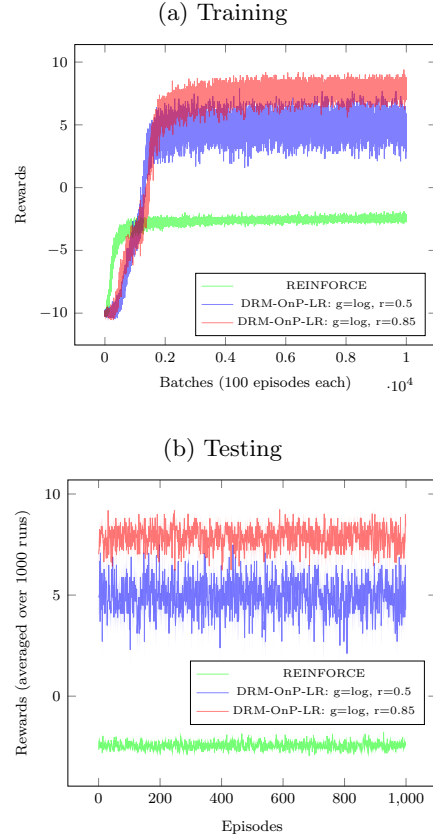 (a) Training
10
5
0
−5
−10
Rewards
REINFORCE
DRM-OnP-LR: g=log, r=0.5
DRM-OnP-LR: g=log, r=0.85
0 0.2 0.4 0.6 0.8 1
Batches (100 episodes each) ·10^4
(b) Testing
10
5
0
Rewards (averaged over 1000 runs)
REINFORCE
DRM-OnP-LR: g=log, r=0.5
DRM-OnP-LR: g=log, r=0.85
0 200 400 600 800 1,000
Episodes